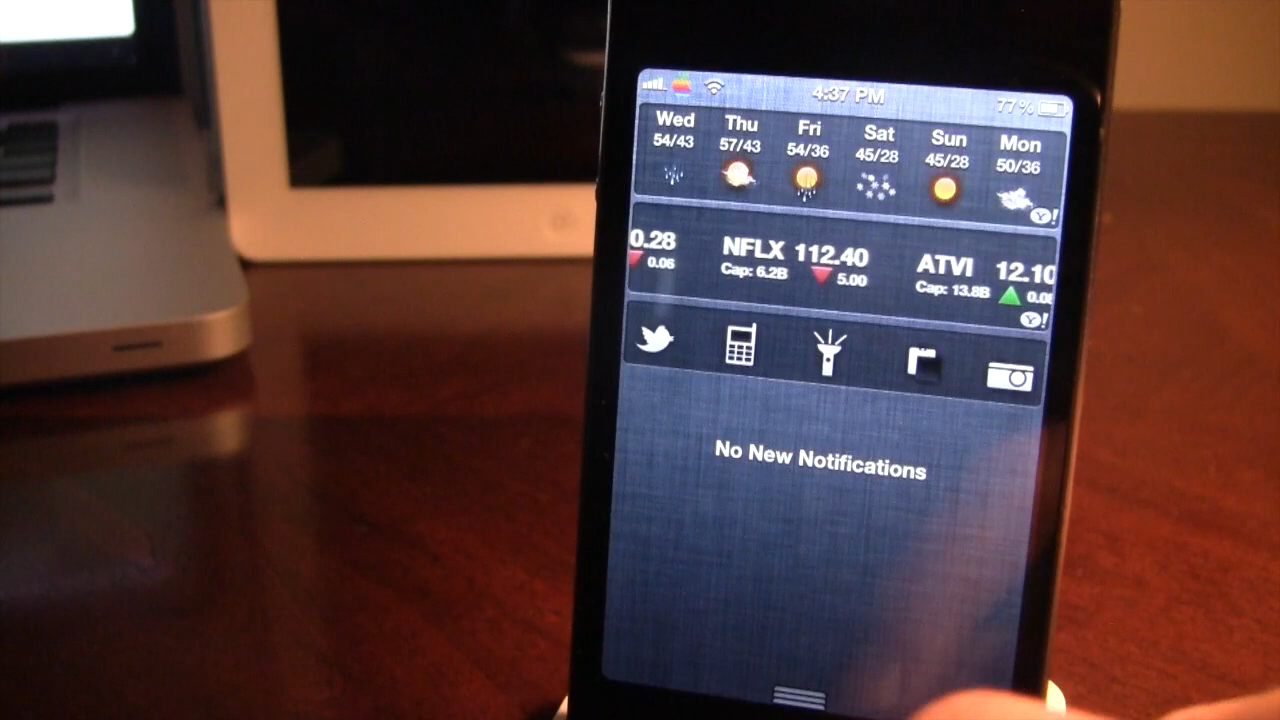 4:37 PM 77%
Wed Thu Fri Sat Sun Mon
54/43 57/43 54/36 45/28 45/28 50/36
Y!
0.28 NFLX 112.40 ATVI 12.10
0.06 Cap: 6.2B 5.00 Cap: 13.8B
Y!
No New Notifications